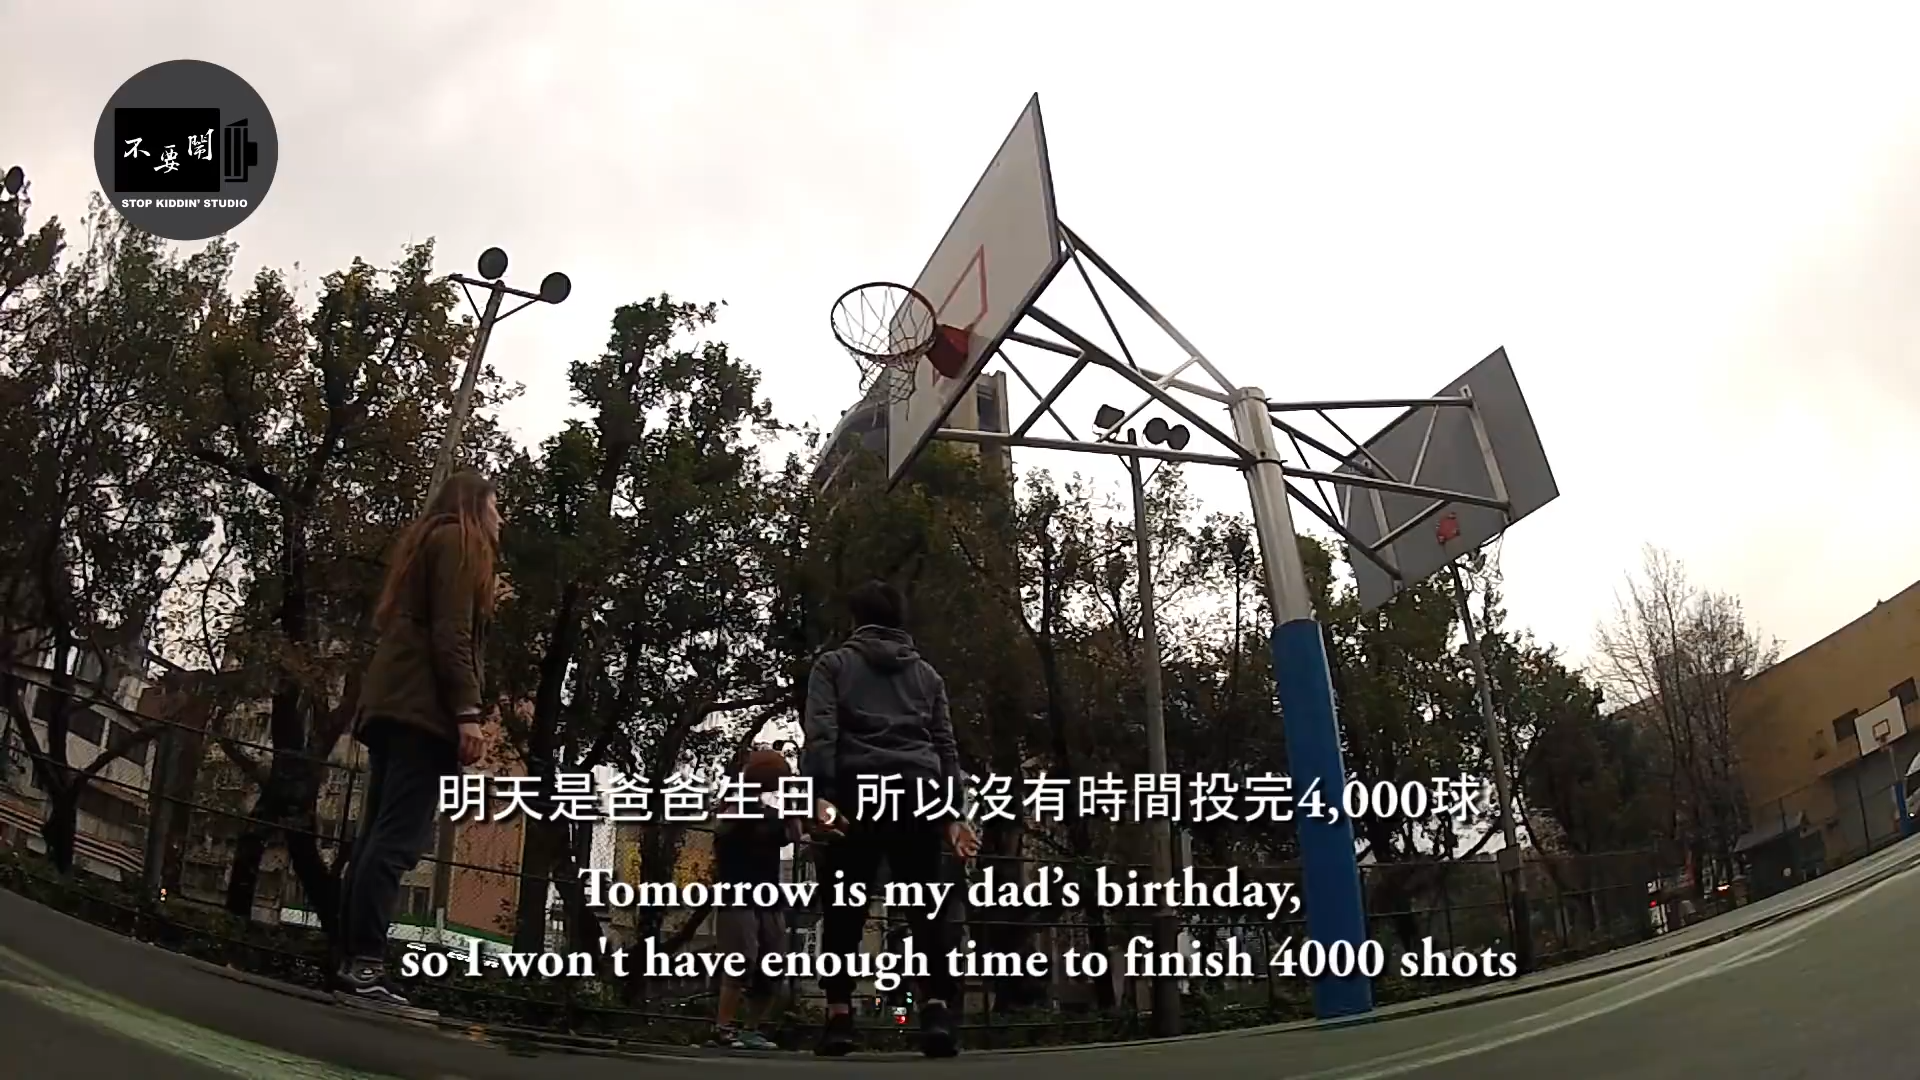 不要鬧
STOP KIDDIN' STUDIO
明天是爸爸生日, 所以沒有時間投完4,000球
Tomorrow is my dad’s birthday,
so I won't have enough time to finish 4000 shots